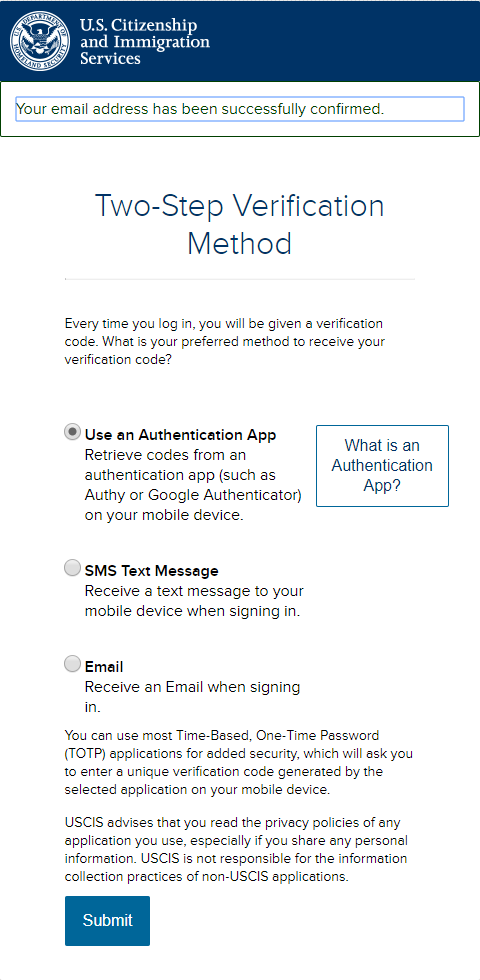 U.S. Citizenship
and Immigration
Services
Your email address has been successfully confirmed.
Two-Step Verification
Method
Every time you log in, you will be given a verification
code. What is your preferred method to receive your
verification code?
Use an Authentication App
Retrieve codes from an
authentication app (such as
Authy or Google Authenticator)
on your mobile device.
What is an
Authentication
App?
SMS Text Message
Receive a text message to your
mobile device when signing in.
Email
Receive an Email when signing
in.
You can use most Time-Based, One-Time Password
(TOTP) applications for added security, which will ask you
to enter a unique verification code generated by the
selected application on your mobile device.
USCIS advises that you read the privacy policies of any
application you use, especially if you share any personal
information. USCIS is not responsible for the information
collection practices of non-USCIS applications.
Submit